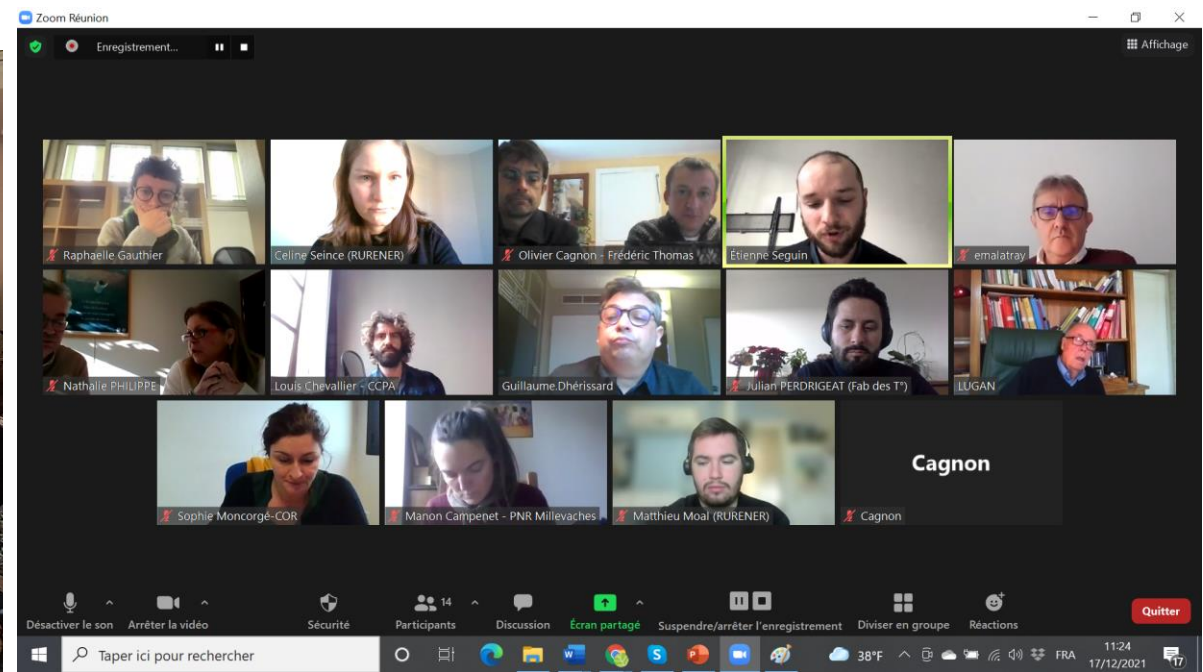 Zoom Réunion
Enregistrement...
Affichage
Raphaelle Gauthier
Celine Seince (RURENER)
Olivier Cagnon - Frédéric Thomas
Étienne Seguin
emalatray
Nathalie PHILIPPE
Louis Chevallier - CCPA
Guillaume.Dhérissard
Julian PERDRIGEAT (Fab des T°)
LUGAN
Sophie Moncorgé-COR
Manon Campenet - PNR Millevaches
Matthieu Moal (RURENER)
Cagnon
Cagnon
14
Désactiver le son
Arrêter la vidéo
Sécurité
Participants
Discussion
Écran partagé
Suspendre/arrêter l'enregistrement
Diviser en groupe
Réactions
Quitter
Taper ici pour rechercher
38°F
FRA
11:24
17/12/2021
17